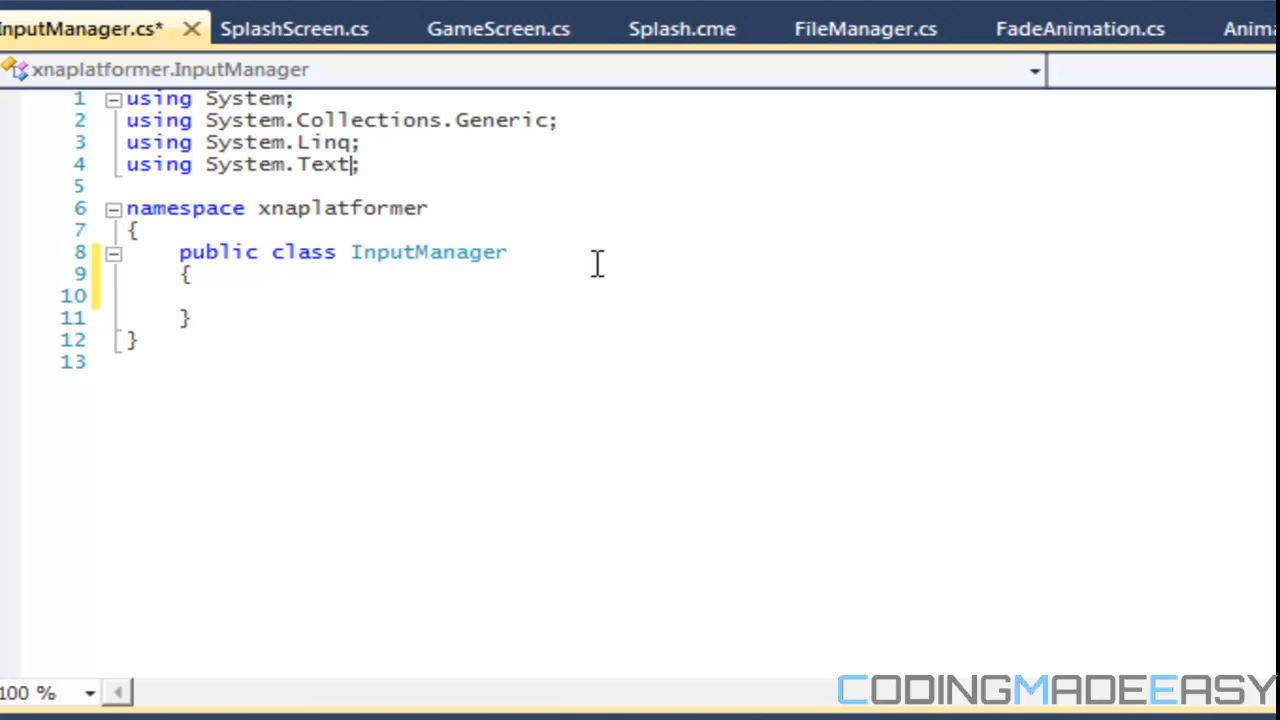 InputManager.cs* SplashScreen.cs GameScreen.cs Splash.cme FileManager.cs FadeAnimation.cs Anima
xnaplatformer.InputManager
1 using System;
2 using System.Collections.Generic;
3 using System.Linq;
4 using System.Text;
5
6 namespace xnaplatformer
7 {
8 public class InputManager
9 {
10
11 }
12 }
13
100 %
CODINGMADEEASY